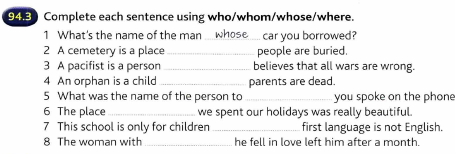 94.3 Complete each sentence using who/whom/whose/where.
1 What's the name of the man whose car you borrowed?
2 A cemetery is a place ............ people are buried.
3 A pacifist is a person ............ believes that all wars are wrong.
4 An orphan is a child ............ parents are dead.
5 What was the name of the person to ............ you spoke on the phone
6 The place ............ we spent our holidays was really beautiful.
7 This school is only for children ............ first language is not English.
8 The woman with ............ he fell in love left him after a month.